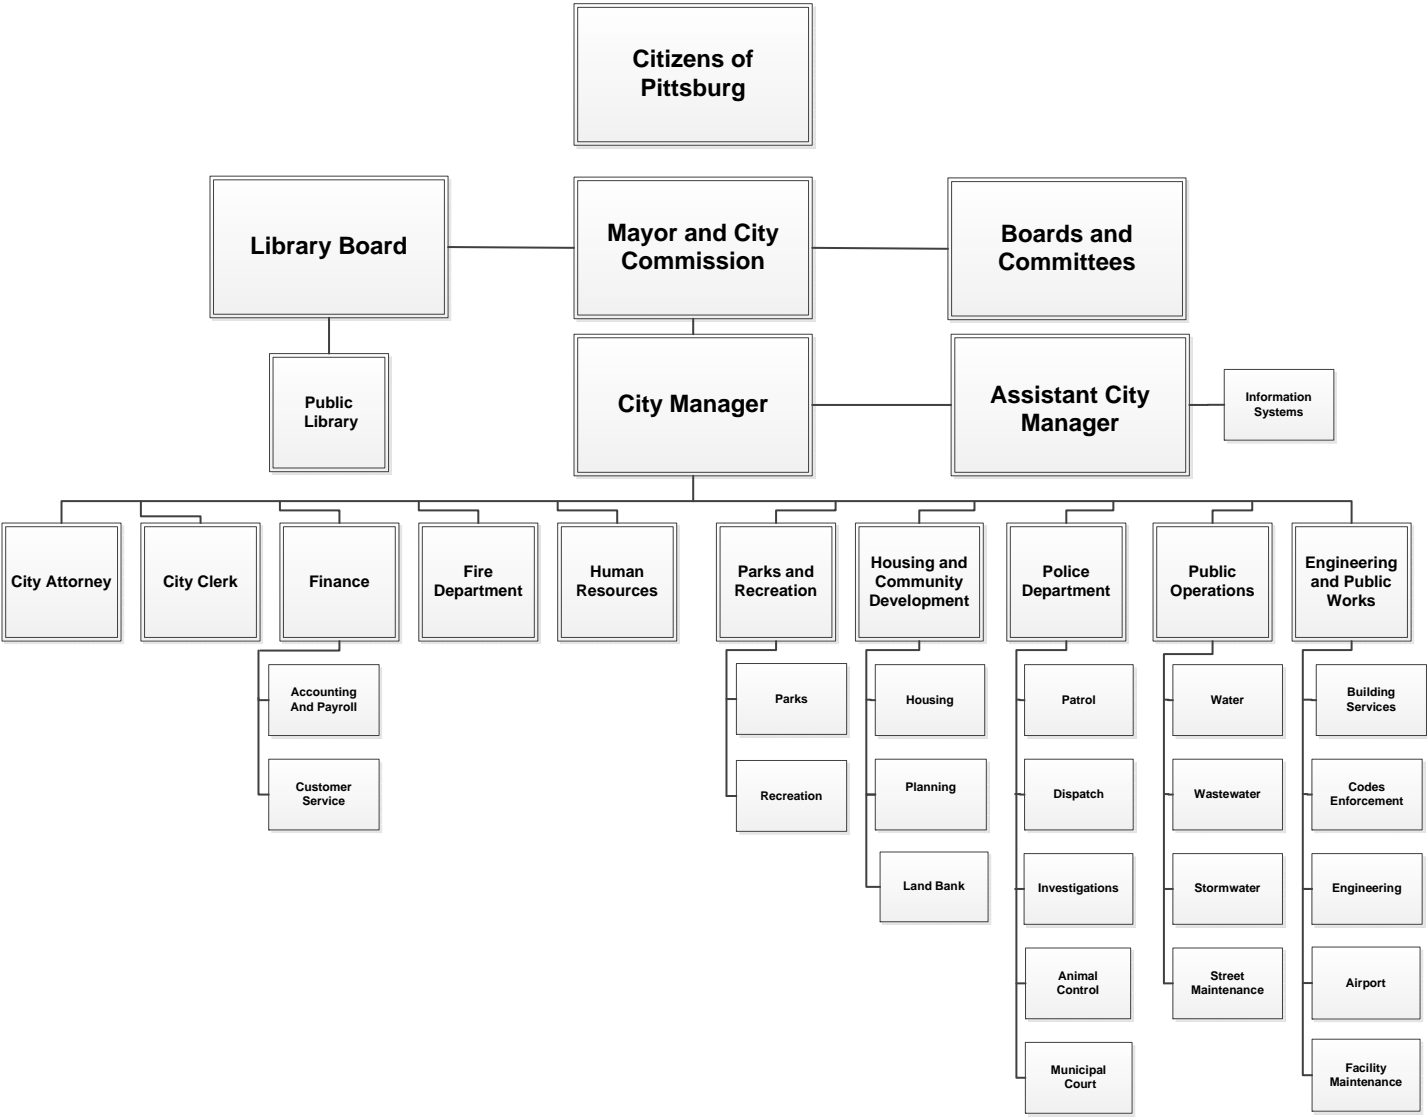 Citizens of
Pittsburg
Library Board
Mayor and City
Commission
Boards and
Committees
Public
Library
City Manager
Assistant City
Manager
Information
Systems
City Attorney
City Clerk
Finance
Fire
Department
Human
Resources
Parks and
Recreation
Housing and
Community
Development
Police
Department
Public
Operations
Engineering
and Public
Works
Accounting
And Payroll
Customer
Service
Parks
Recreation
Housing
Planning
Land Bank
Patrol
Dispatch
Investigations
Animal
Control
Municipal
Court
Water
Wastewater
Stormwater
Street
Maintenance
Building
Services
Codes
Enforcement
Engineering
Airport
Facility
Maintenance